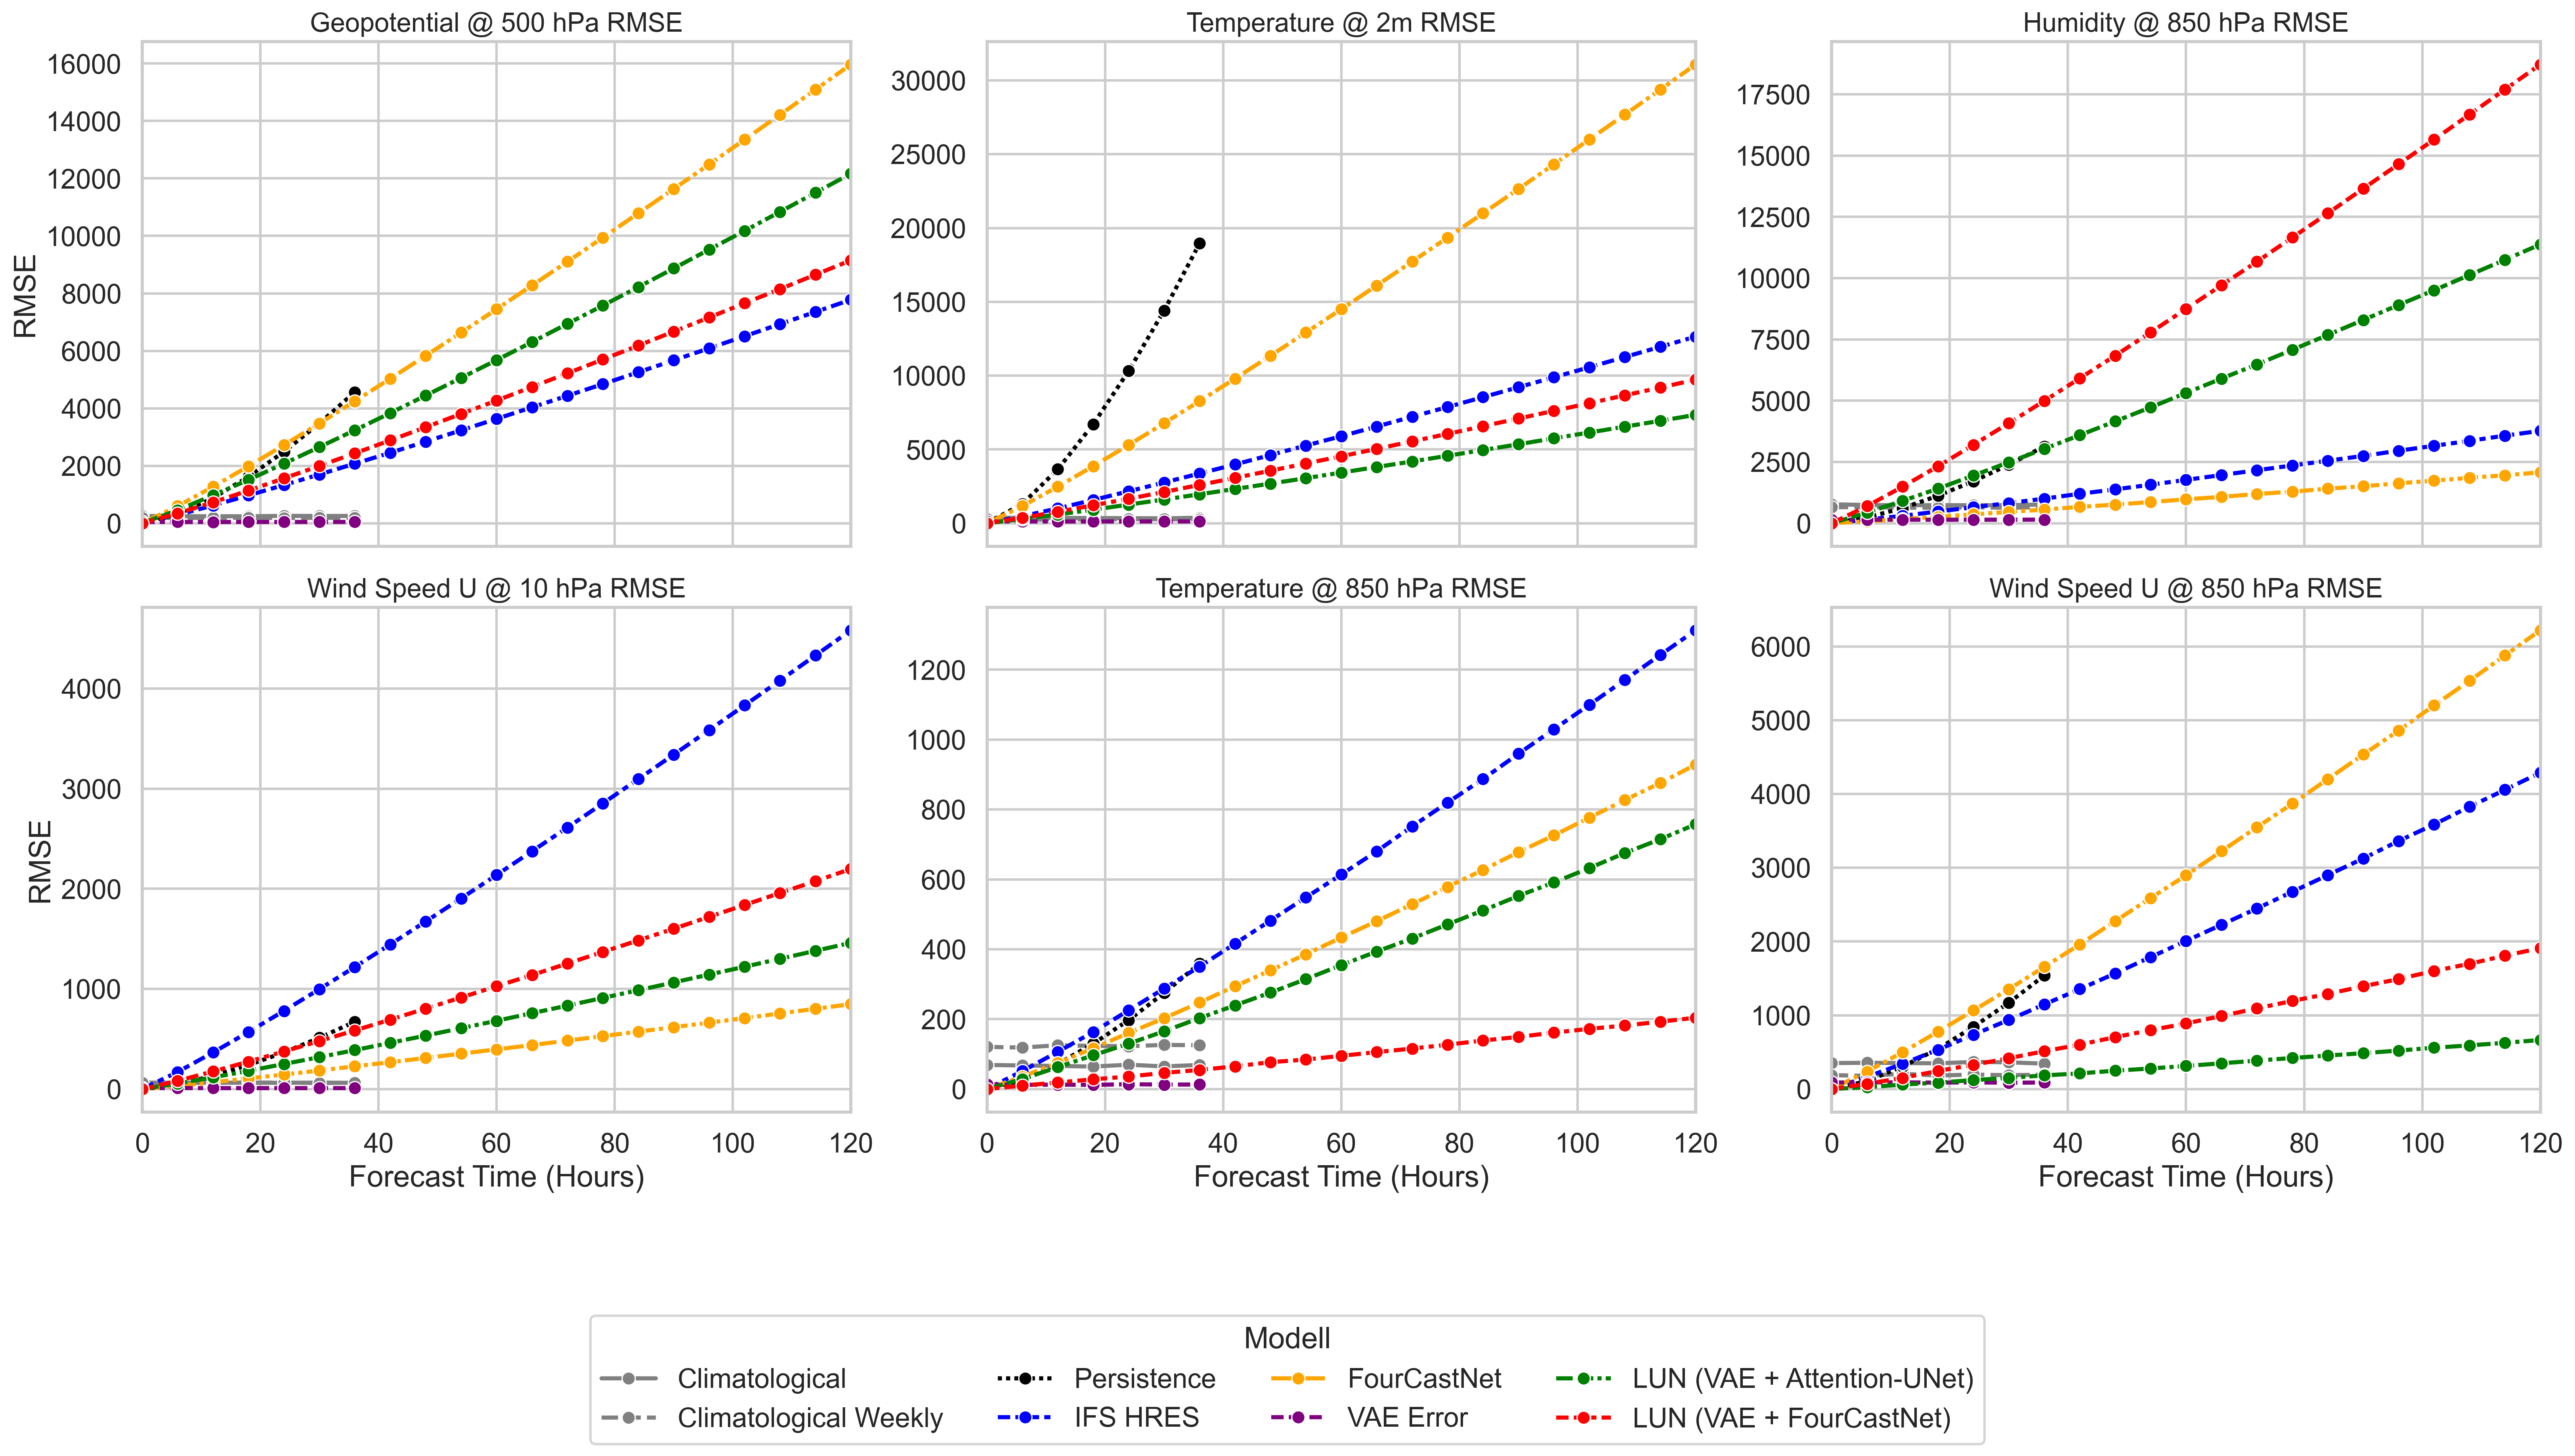 Geopotential @ 500 hPa RMSE
Temperature @ 2m RMSE
Humidity @ 850 hPa RMSE
RMSE
16000
14000
12000
10000
8000
6000
4000
2000
0
30000
25000
20000
15000
10000
5000
0
17500
15000
12500
10000
7500
5000
2500
0
Wind Speed U @ 10 hPa RMSE
Temperature @ 850 hPa RMSE
Wind Speed U @ 850 hPa RMSE
RMSE
4000
3000
2000
1000
0
1200
1000
800
600
400
200
0
6000
5000
4000
3000
2000
1000
0
0 20 40 60 80 100 120
0 20 40 60 80 100 120
0 20 40 60 80 100 120
Forecast Time (Hours)
Forecast Time (Hours)
Forecast Time (Hours)
Modell
Climatological
Climatological Weekly
Persistence
IFS HRES
FourCastNet
VAE Error
LUN (VAE + Attention-UNet)
LUN (VAE + FourCastNet)